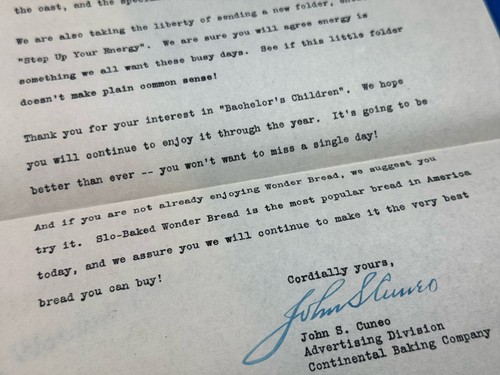 the cast, and the
We are also taking the liberty of sending a new folder,
"Step Up Your Energy". We are sure you will agree energy is
something we all want these busy days. See if this little folder
doesn't make plain common sense!
Thank you for your interest in "Bachelor's Children". We hope
you will continue to enjoy it through the year. It's going to be
better than ever -- you won't want to miss a single day!
And if you are not already enjoying Wonder Bread, we suggest you
try it. Slo-Baked Wonder Bread is the most popular bread in America
today, and we assure you we will continue to make it the very best
bread you can buy!
Cordially yours,
John S Cuneo
John S. Cuneo
Advertising Division
Continental Baking Company